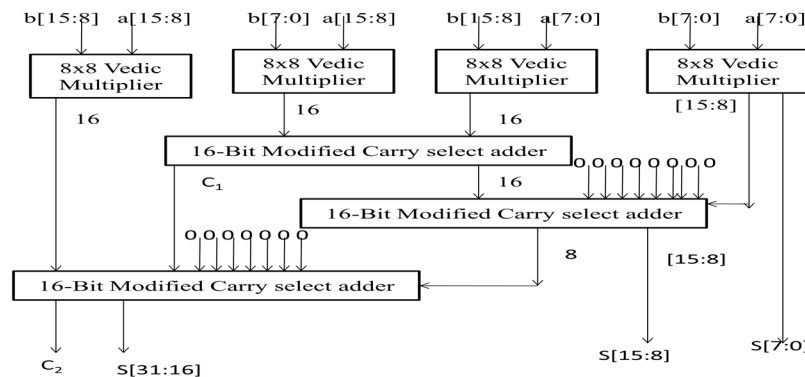 b[15:8] a[15:8] b[7:0] a[15:8] b[15:8] a[7:0] b[7:0] a[7:0]
8x8 Vedic Multiplier
8x8 Vedic Multiplier
8x8 Vedic Multiplier
8x8 Vedic Multiplier
16
16
16
[15:8]
16-Bit Modified Carry select adder
C₁
16
0 0 0 0 0 0 0 0
16-Bit Modified Carry select adder
0 0 0 0 0 0 0
8
[15:8]
16-Bit Modified Carry select adder
C₂
S[31:16]
S[15:8]
S[7:0]